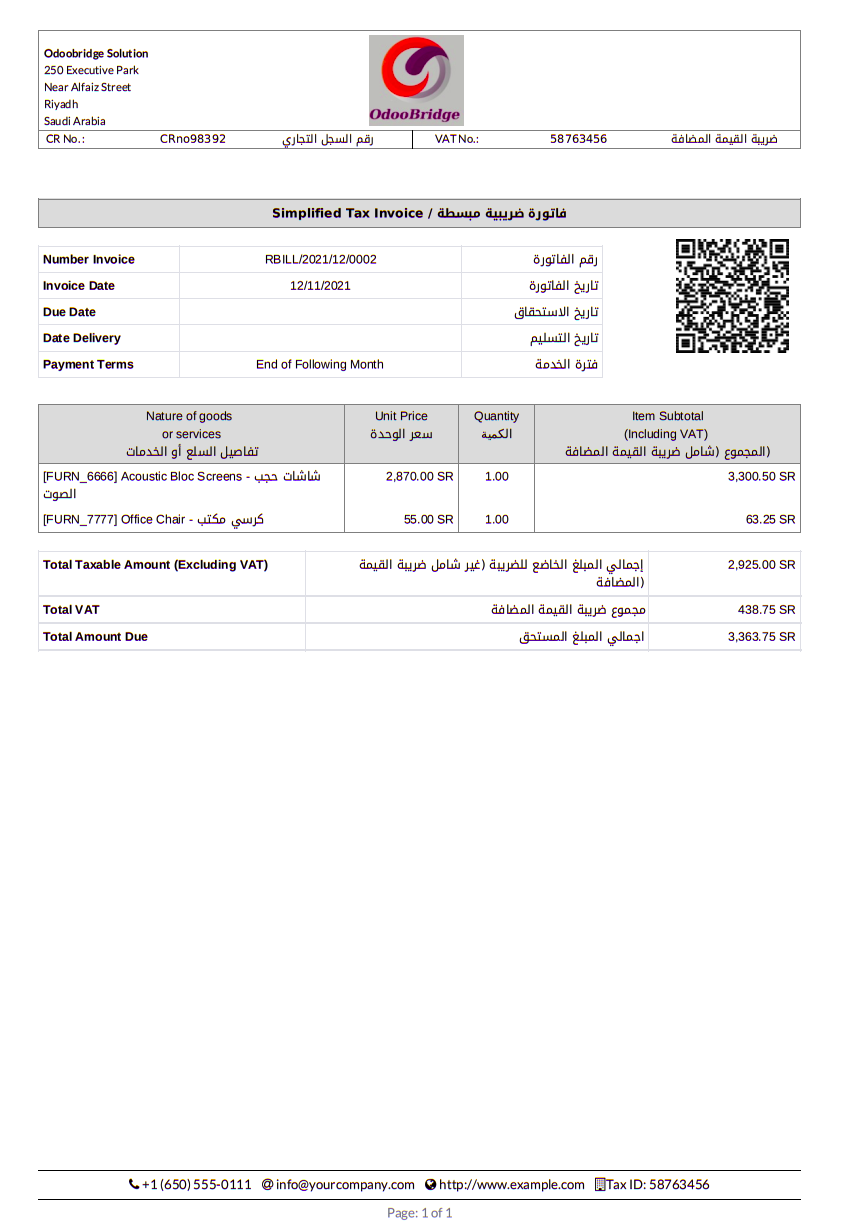 Odoobridge Solution
250 Executive Park
Near Alfaiz Street
Riyadh
Saudi Arabia
OdooBridge
CR No.: CRno98392 رقم السجل التجاري VAT No.: 58763456 ضريبة القيمة المضافة
Simplified Tax Invoice / فاتورة ضريبية مبسطة
Number Invoice RBILL/2021/12/0002 رقم الفاتورة
Invoice Date 12/11/2021 تاريخ الفاتورة
Due Date تاريخ الاستحقاق
Date Delivery تاريخ التسليم
Payment Terms End of Following Month فترة الخدمة
Nature of goods Unit Price Quantity Item Subtotal
or services سعر الوحدة الكمية (Including VAT)
تفاصيل السلع أو الخدمات المجموع (شامل ضريبة القيمة المضافة)
[FURN_6666] Acoustic Bloc Screens - شاشات حجب 2,870.00 SR 1.00 3,300.50 SR
الصوت
[FURN_7777] Office Chair - كرسي مكتب 55.00 SR 1.00 63.25 SR
Total Taxable Amount (Excluding VAT) إجمالي المبلغ الخاضع للضريبة (غير شامل ضريبة القيمة 2,925.00 SR
المضافة)
Total VAT مجموع ضريبة القيمة المضافة 438.75 SR
Total Amount Due اجمالي المبلغ المستحق 3,363.75 SR
+1 (650) 555-0111 info@yourcompany.com http://www.example.com Tax ID: 58763456
Page: 1 of 1